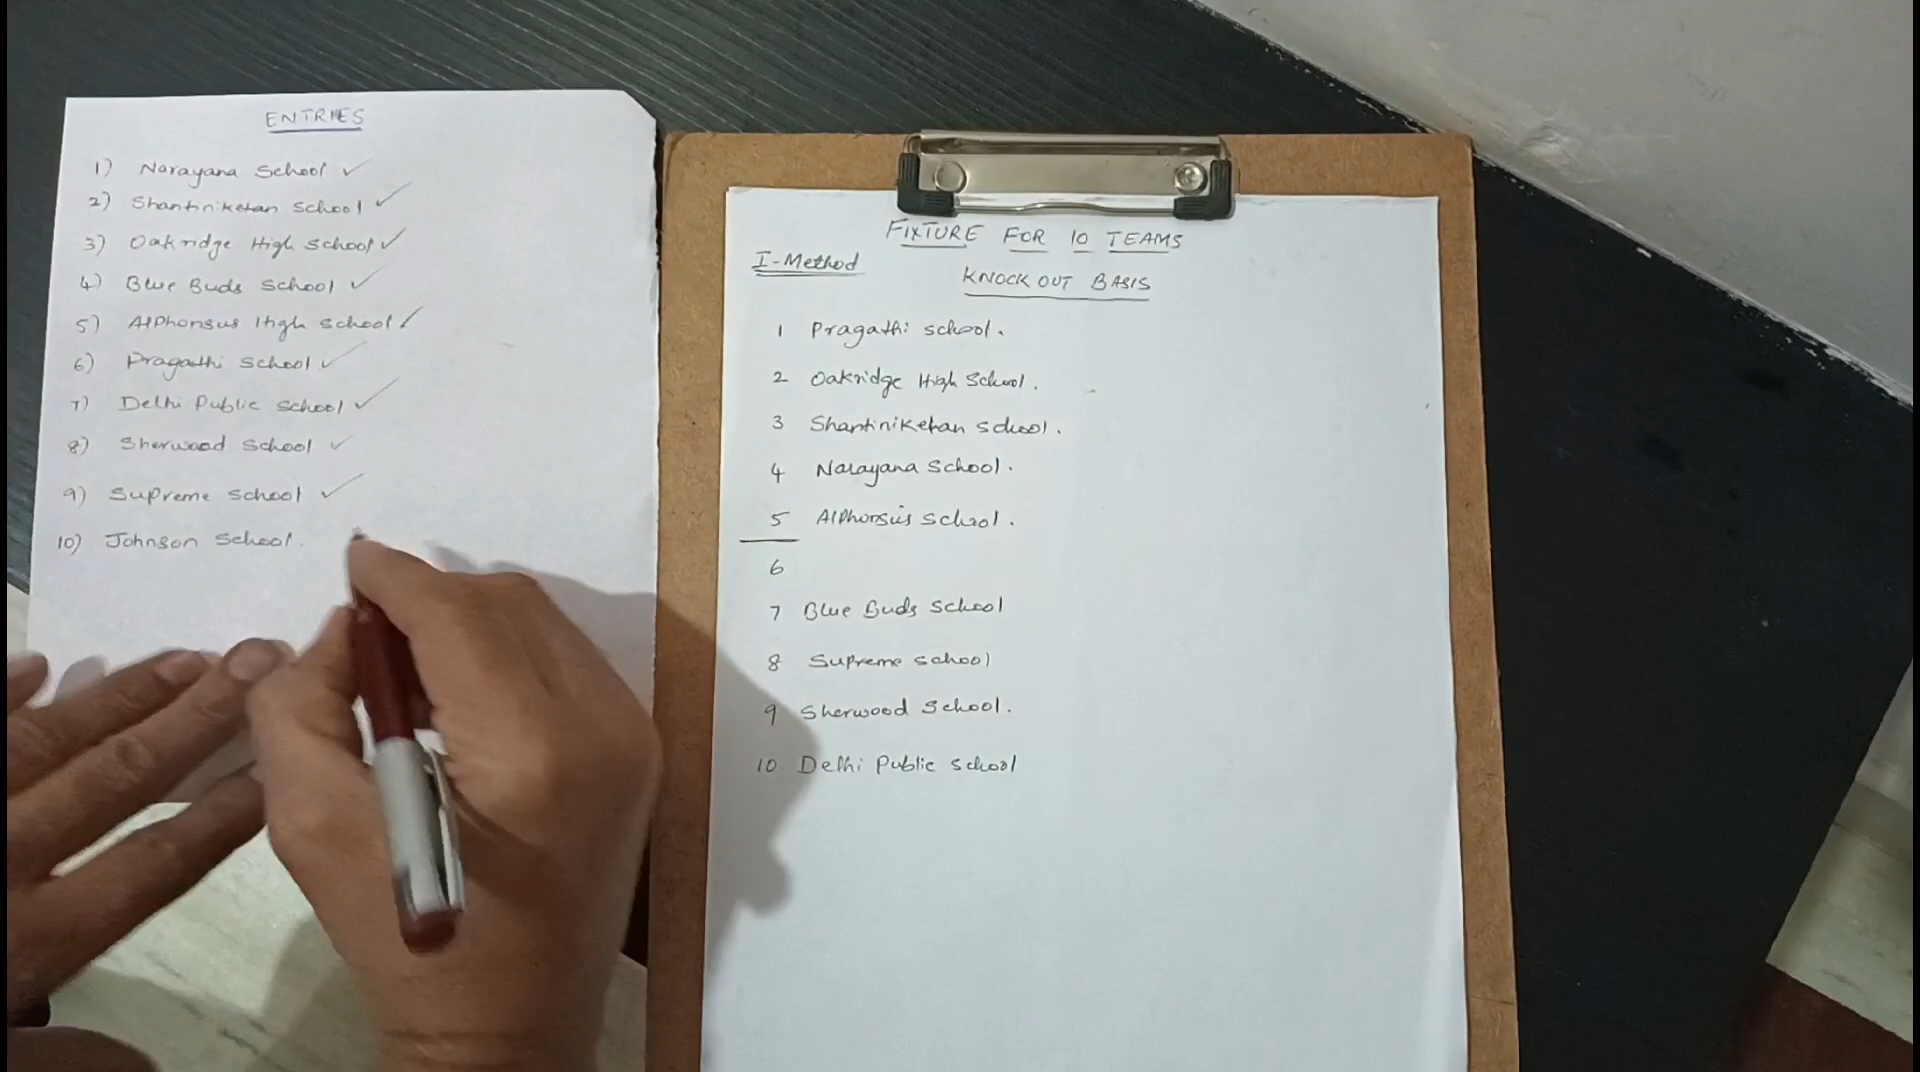 ENTRIES
1) Narayana School ✓
2) Shantiniketan School ✓
3) Oakridge High School ✓
4) Blue Buds School ✓
5) Alphonsus High School ✓
6) Pragathi School ✓
7) Delhi Public School ✓
8) Sherwood School ✓
9) Supreme School ✓
10) Johnson School.
FIXTURE FOR 10 TEAMS
I-Method
KNOCK OUT BASIS
1 Pragathi school.
2 Oakridge High School.
3 Shantiniketan school.
4 Narayana School.
5 Alphonsus School.
6
7 Blue Buds School
8 Supreme school
9 Sherwood School.
10. Delhi Public School